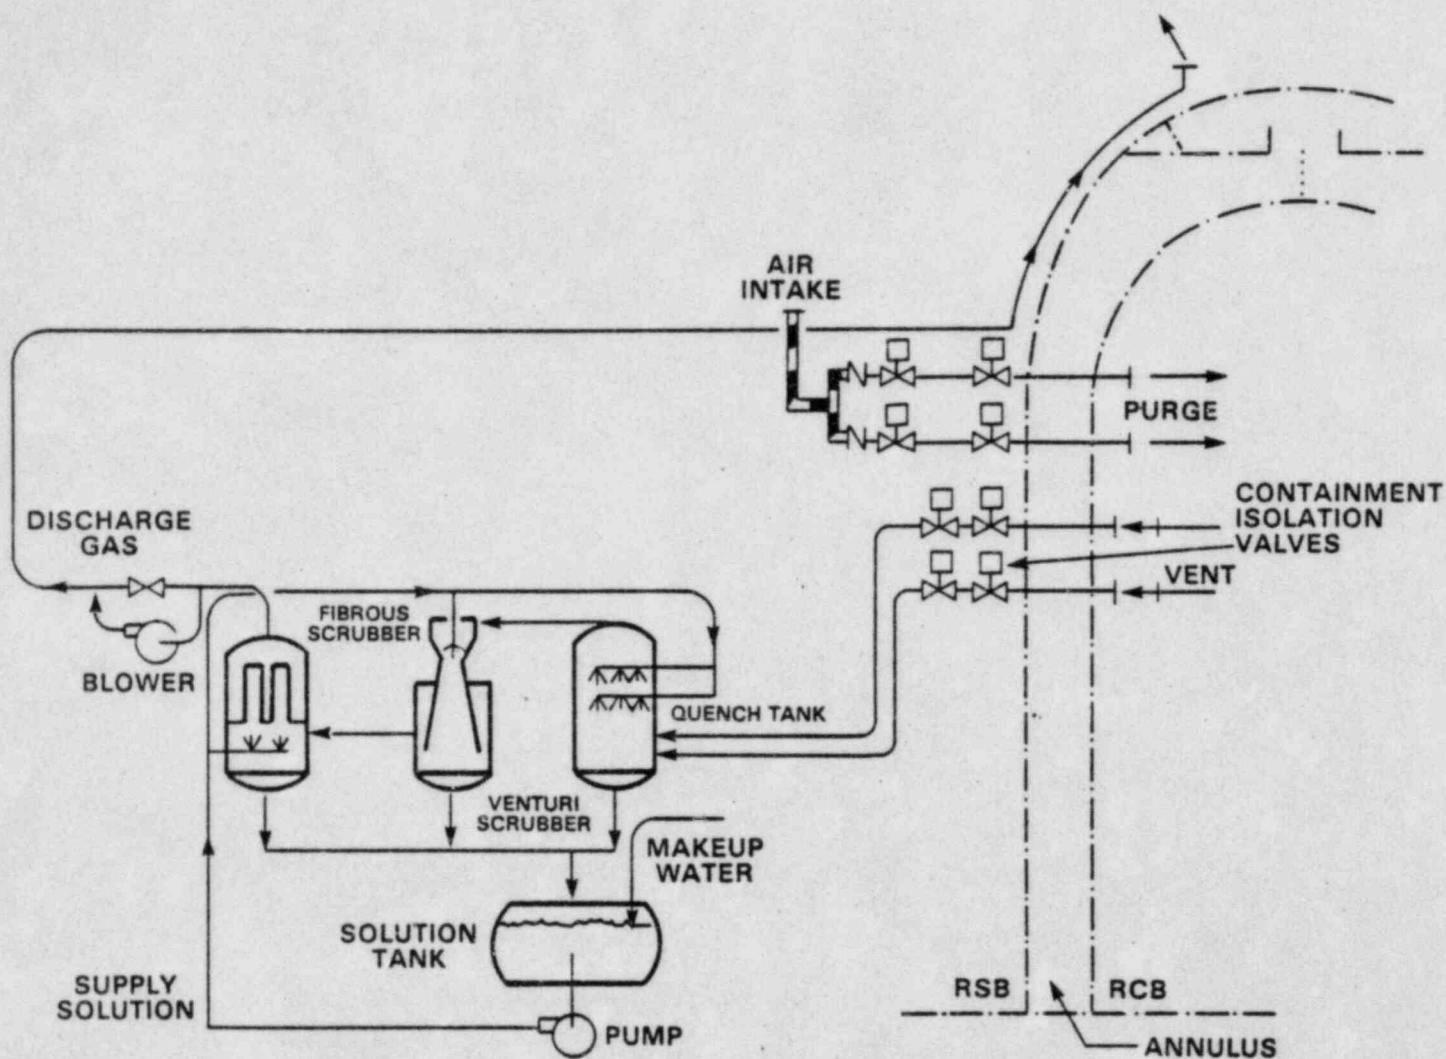 AIR
INTAKE
PURGE
CONTAINMENT
ISOLATION
VALVES
VENT
DISCHARGE
GAS
FIBROUS
SCRUBBER
BLOWER
QUENCH TANK
VENTURI
SCRUBBER
MAKEUP
WATER
SOLUTION
TANK
SUPPLY
SOLUTION
PUMP
RSB
RCB
ANNULUS